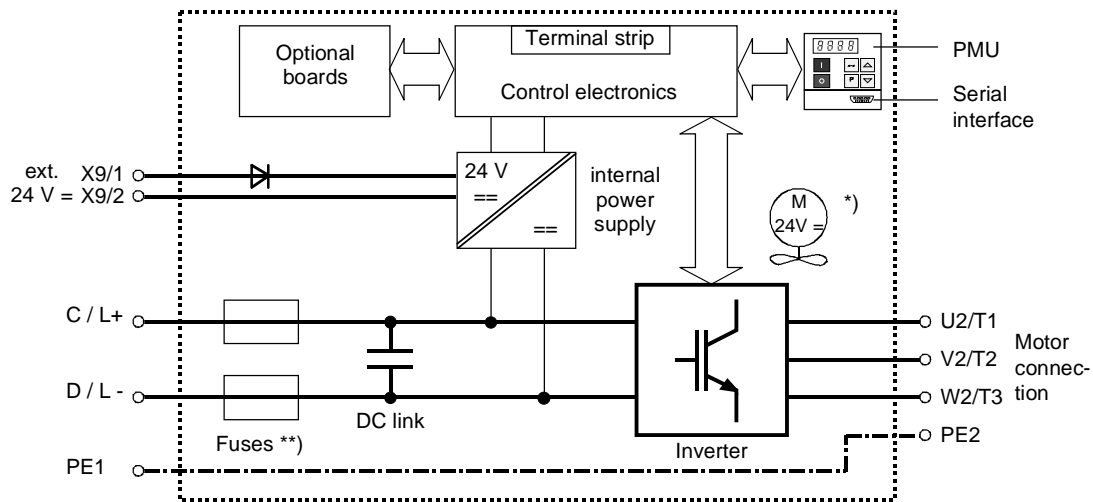 Optional
boards
Terminal strip
Control electronics
8888
I
O
P
PMU
Serial
interface
ext. X9/1
24 V = X9/2
24 V
==
==
internal
power
supply
M
24V =
*)
C / L+
D / L -
PE1
Fuses **)
DC link
Inverter
U2/T1
V2/T2
W2/T3
PE2
Motor
connec-
tion